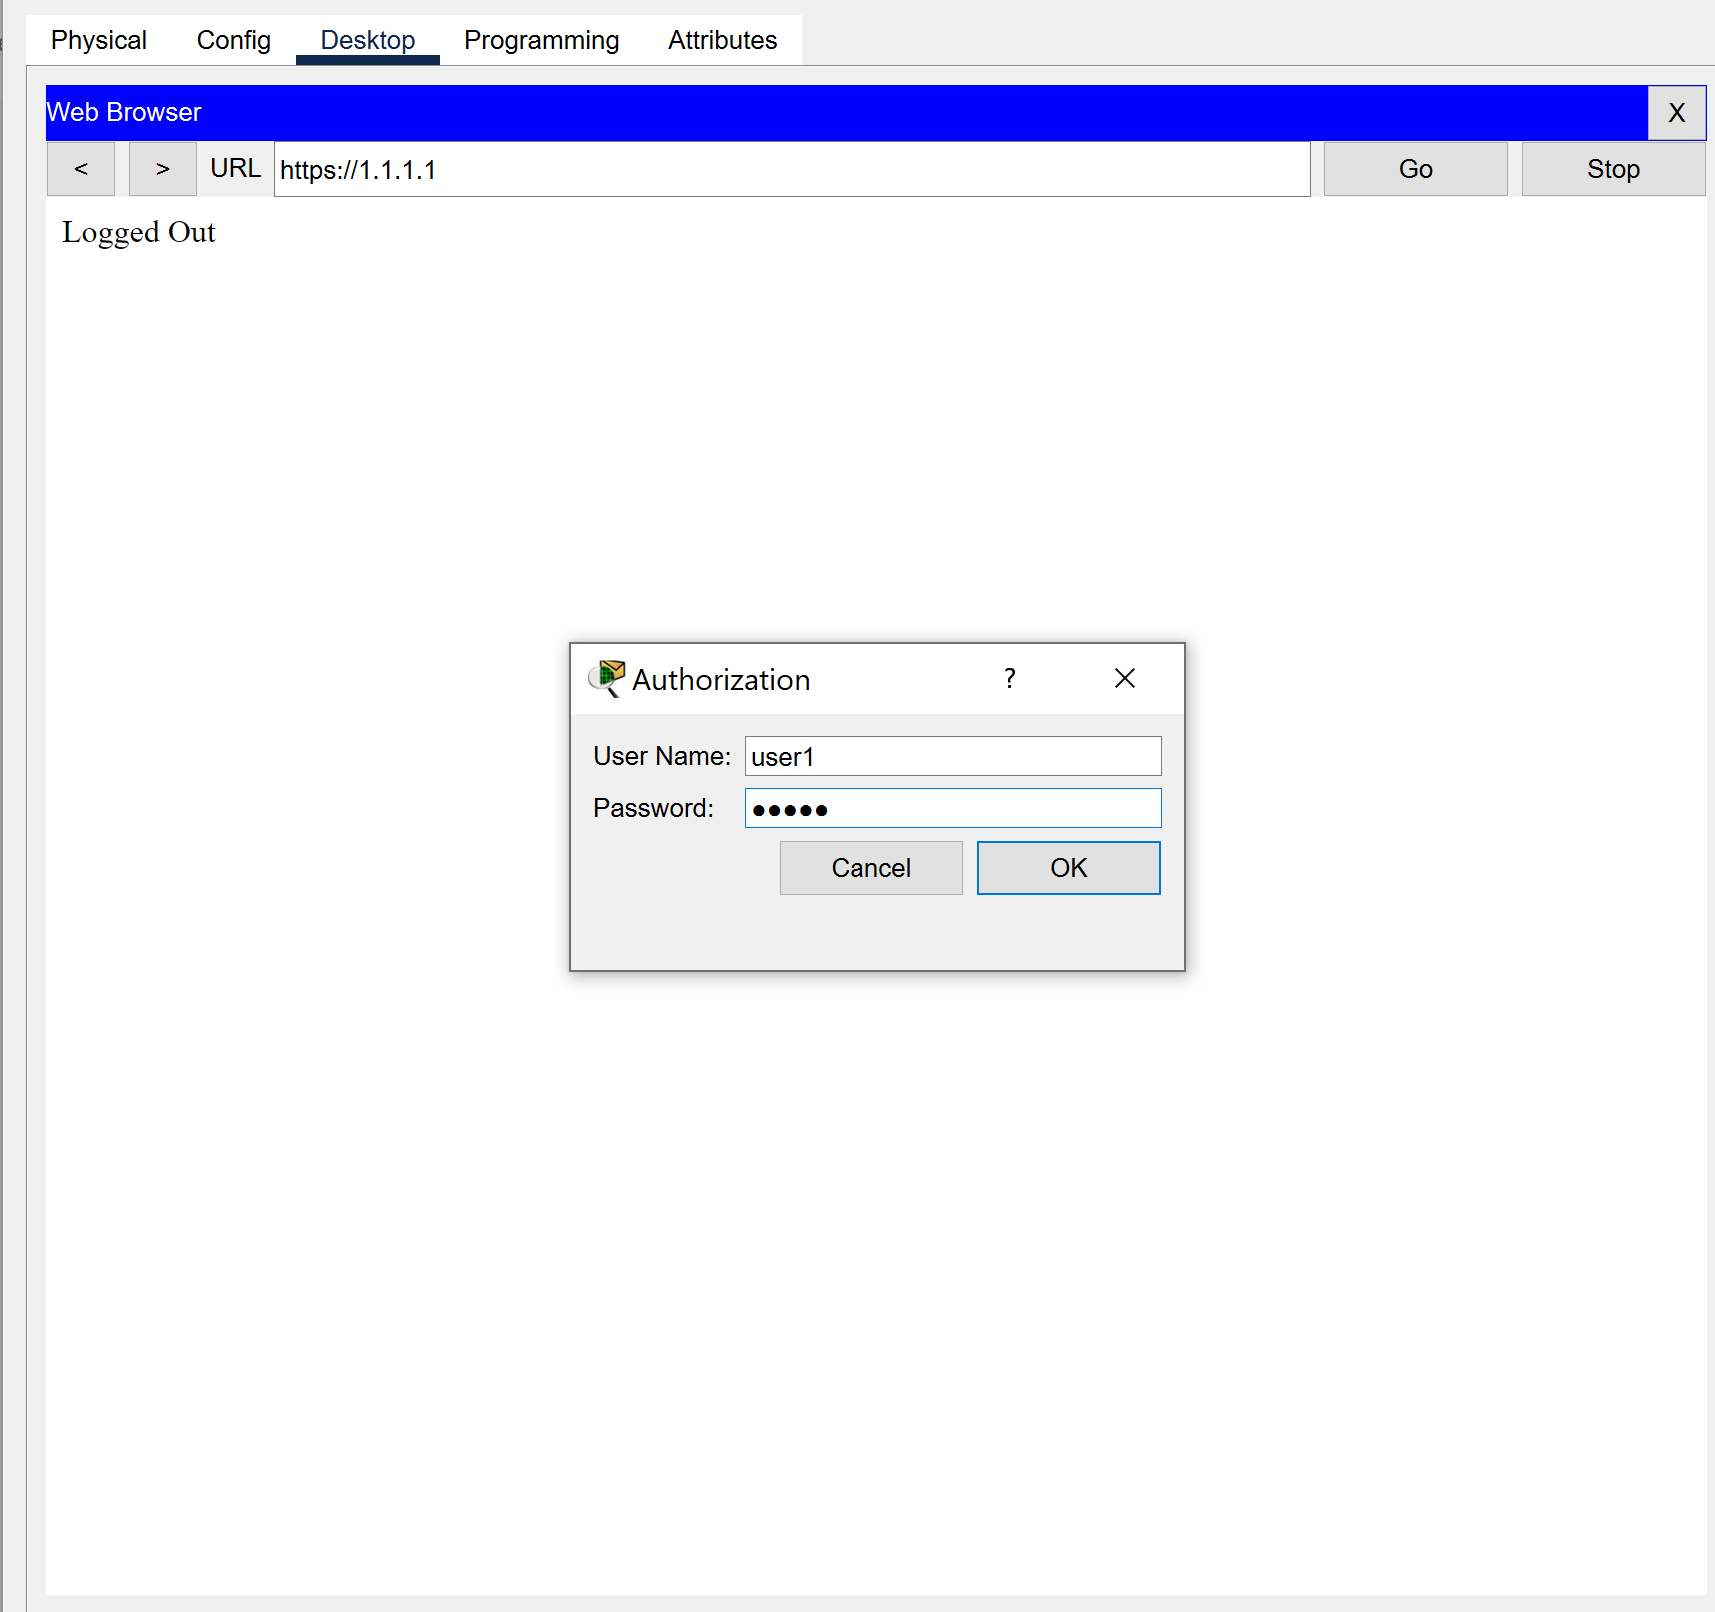 Physical Config Desktop Programming Attributes
Web Browser X
< > URL https://1.1.1.1 Go Stop
Logged Out
Authorization ? ×
User Name: user1
Password: ●●●●●
Cancel OK